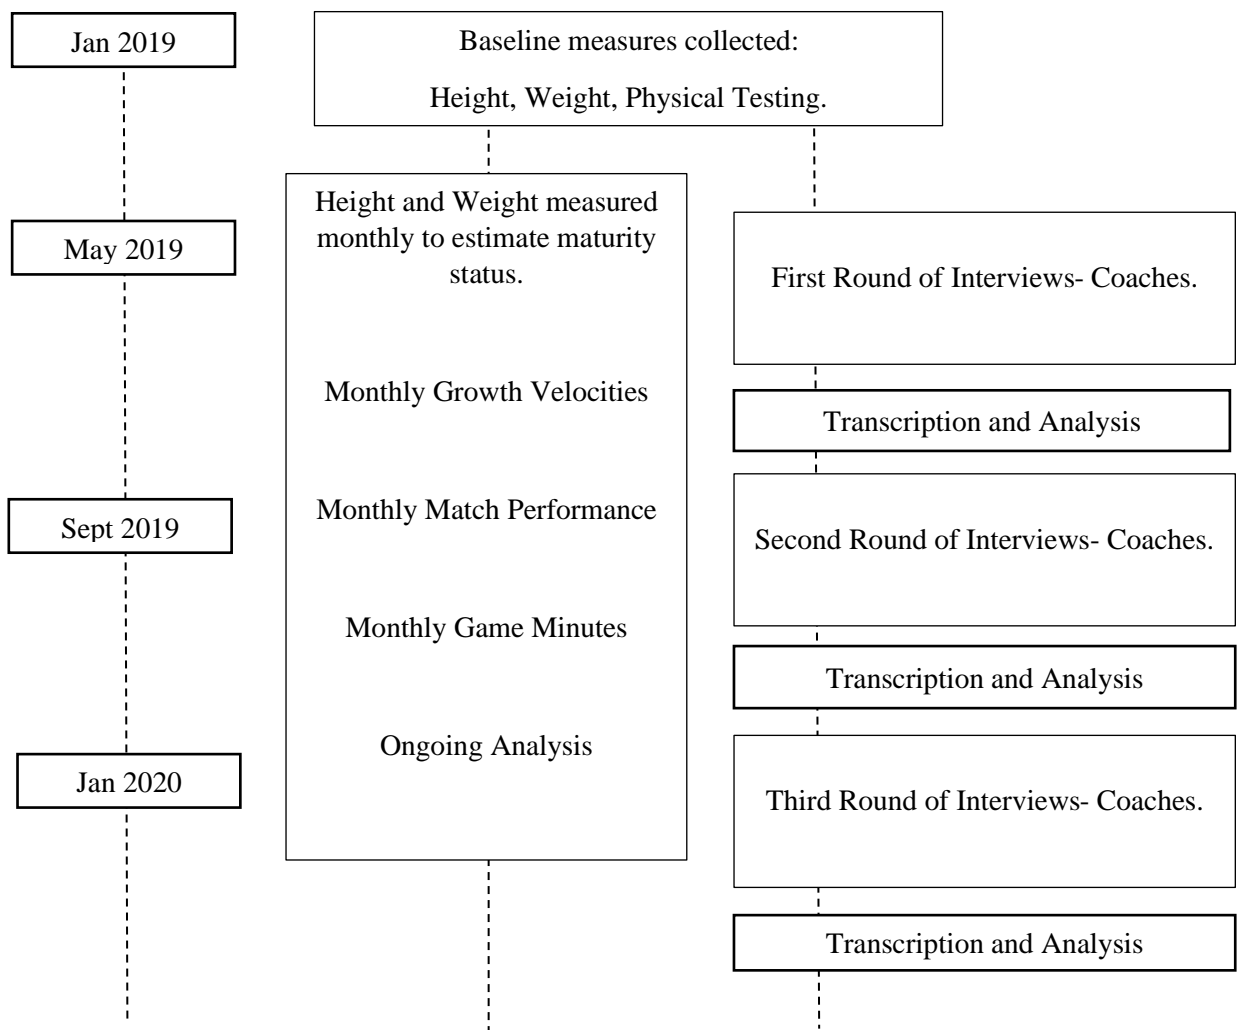 Jan 2019
Baseline measures collected:
Height, Weight, Physical Testing.
Height and Weight measured
monthly to estimate maturity
status.
May 2019
First Round of Interviews- Coaches.
Monthly Growth Velocities
Transcription and Analysis
Monthly Match Performance
Sept 2019
Second Round of Interviews- Coaches.
Monthly Game Minutes
Transcription and Analysis
Ongoing Analysis
Jan 2020
Third Round of Interviews- Coaches.
Transcription and Analysis